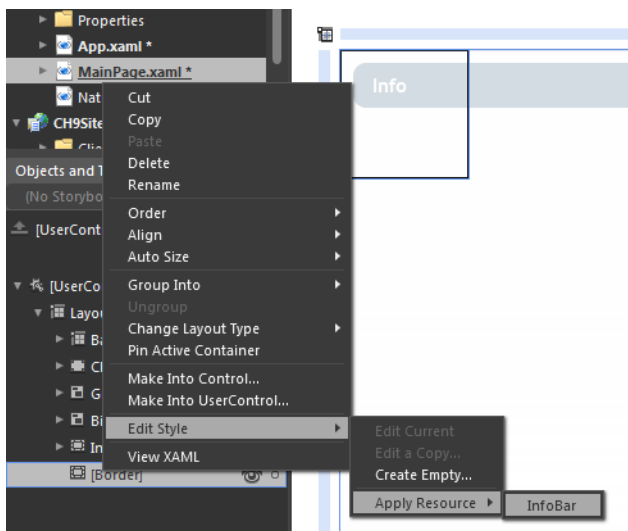 Properties
App.xaml *
MainPage.xaml *
Nat
CH9Site
Info
Cut
Copy
Paste
Delete
Rename
Order
Align
Auto Size
Group Into
Ungroup
Change Layout Type
Pin Active Container
Make Into Control...
Make Into UserControl...
Edit Style
View XAML
Objects and T
(No Storybo
[UserCont
[UserCo
Layou
Ba
G
Bi
In
[Border]
Edit Current
Edit a Copy...
Create Empty...
Apply Resource
InfoBar